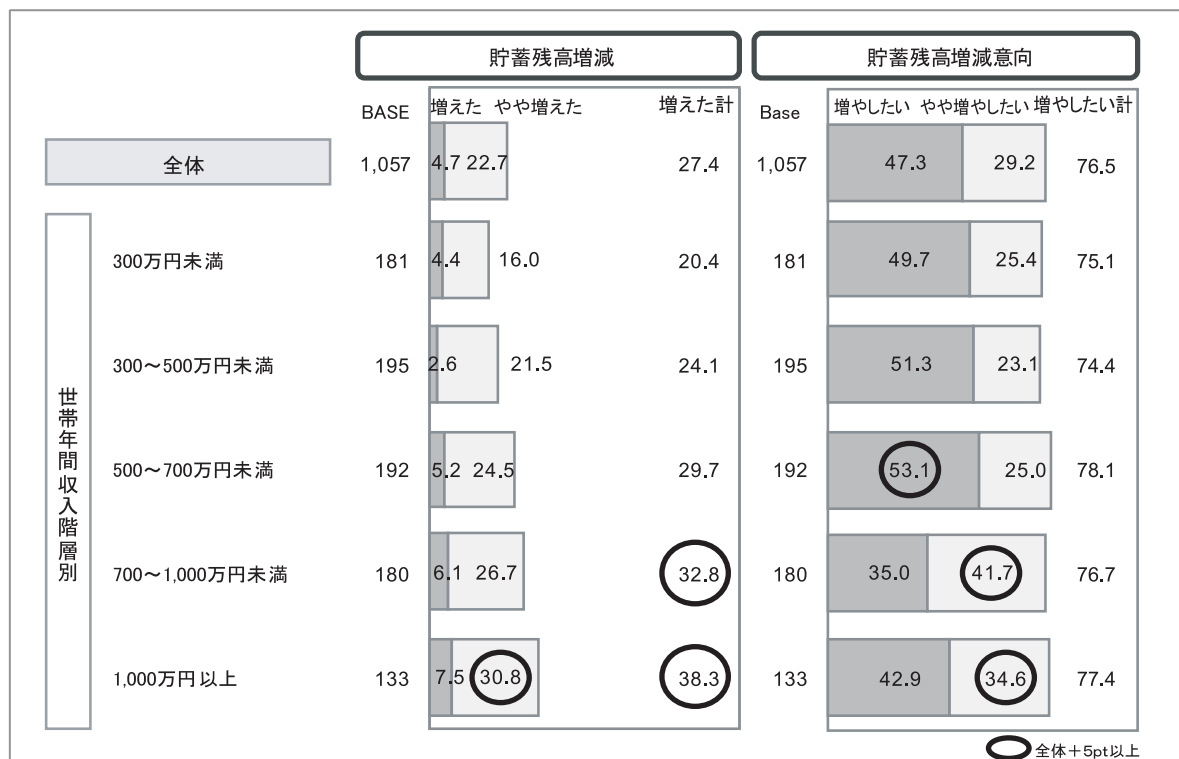 貯蓄残高増減 貯蓄残高増減意向
BASE 増えた やや増えた 増えた計 Base 増やしたい やや増やしたい 増やしたい計
全体 1,057 4.7 22.7 27.4 1,057 47.3 29.2 76.5
世帯年間収入階層別
300万円未満 181 4.4 16.0 20.4 181 49.7 25.4 75.1
300～500万円未満 195 2.6 21.5 24.1 195 51.3 23.1 74.4
500～700万円未満 192 5.2 24.5 29.7 192 53.1 25.0 78.1
700～1,000万円未満 180 6.1 26.7 32.8 180 35.0 41.7 76.7
1,000万円以上 133 7.5 30.8 38.3 133 42.9 34.6 77.4
全体＋5pt以上